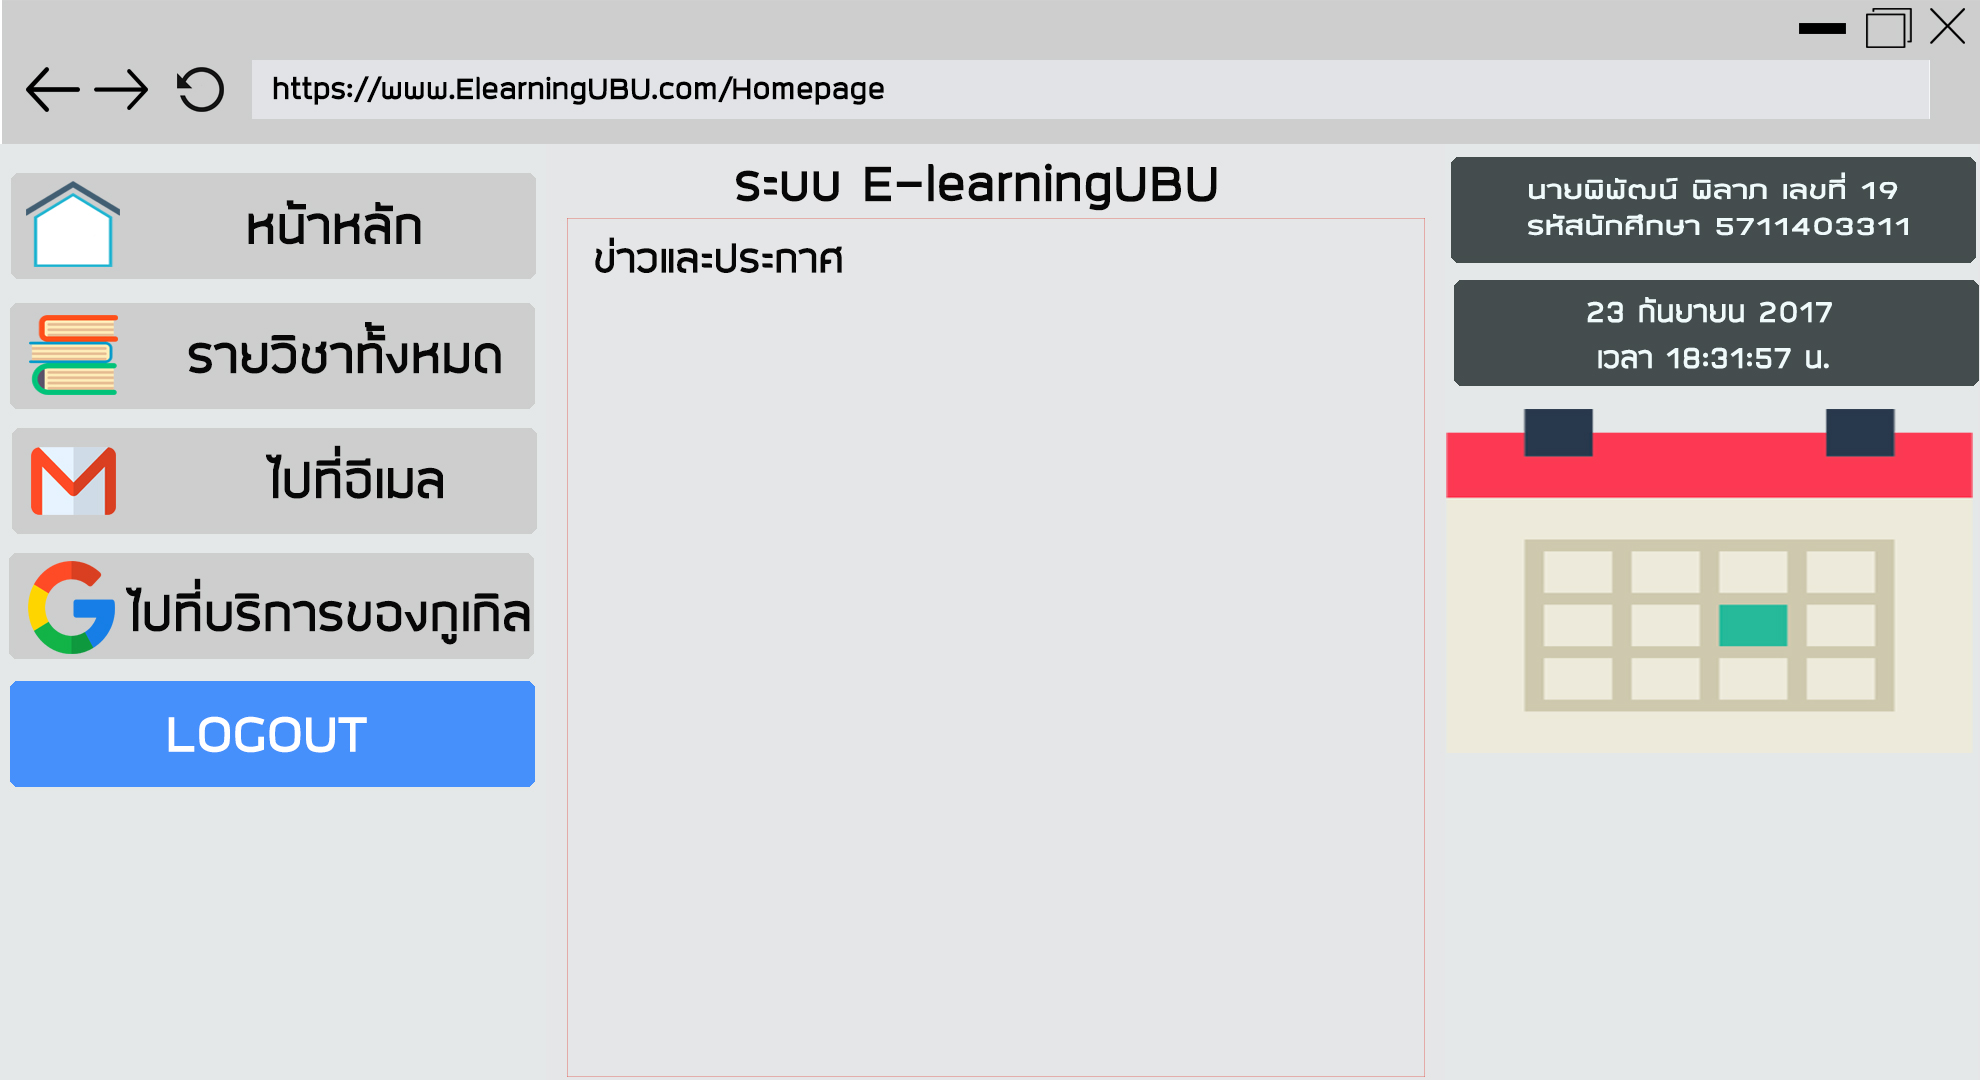 https://www.ElearningUBU.com/Homepage
ระบบ E-learningUBU
หน้าหลัก
รายวิชาทั้งหมด
ไปที่อีเมล
ไปที่บริการของกูเกิล
LOGOUT
ข่าวและประกาศ
นายพิพัฒน์ พิลาภ เลขที่ 19
รหัสนักศึกษา 5711403311
23 กันยายน 2017
เวลา 18:31:57 น.